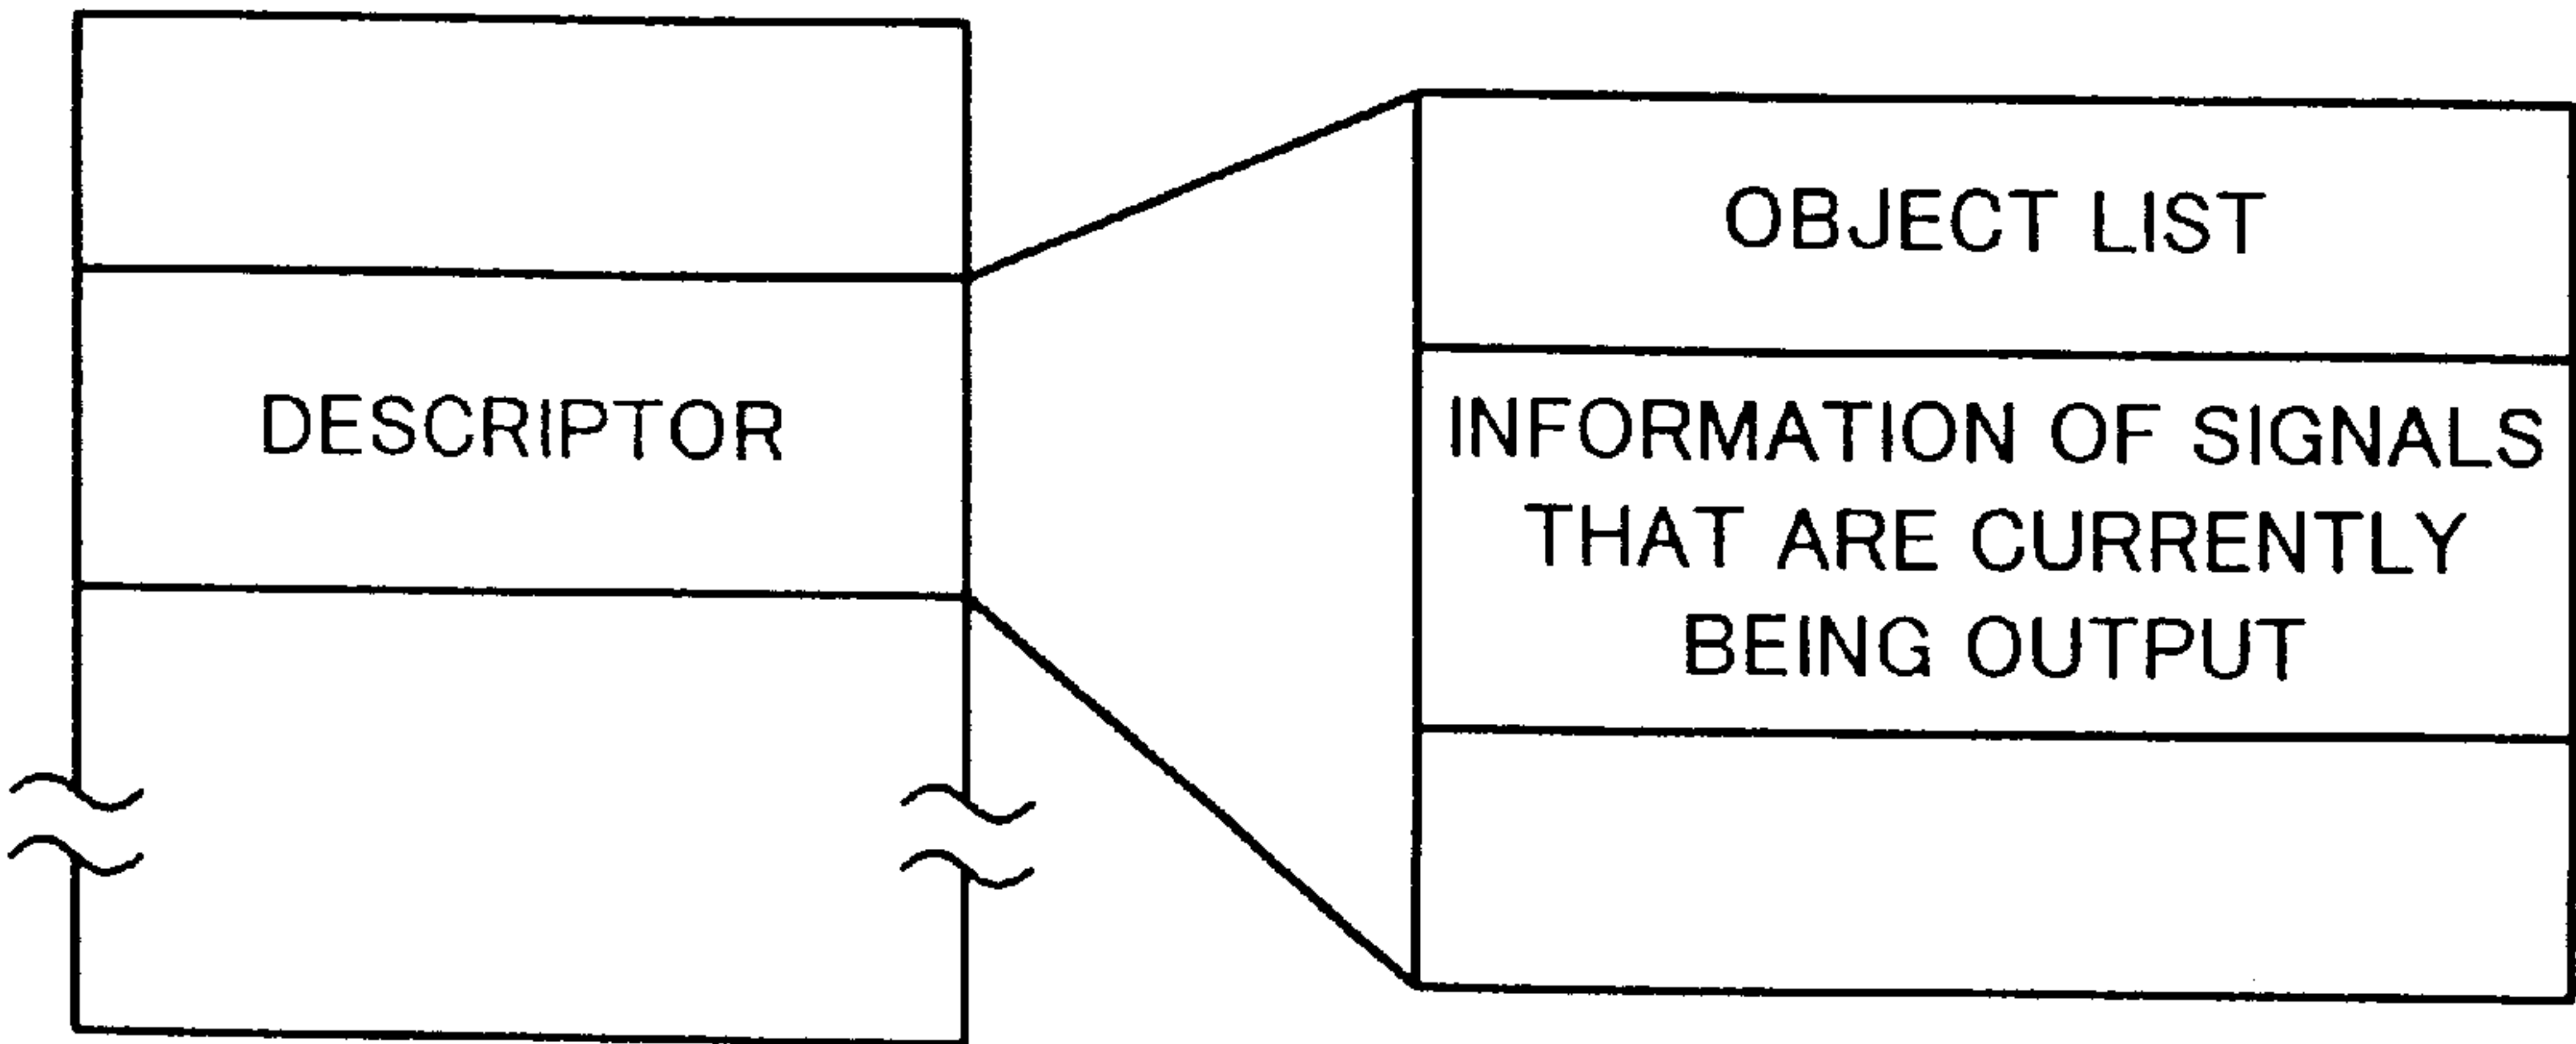 DESCRIPTOR
OBJECT LIST
INFORMATION OF SIGNALS
THAT ARE CURRENTLY
BEING OUTPUT